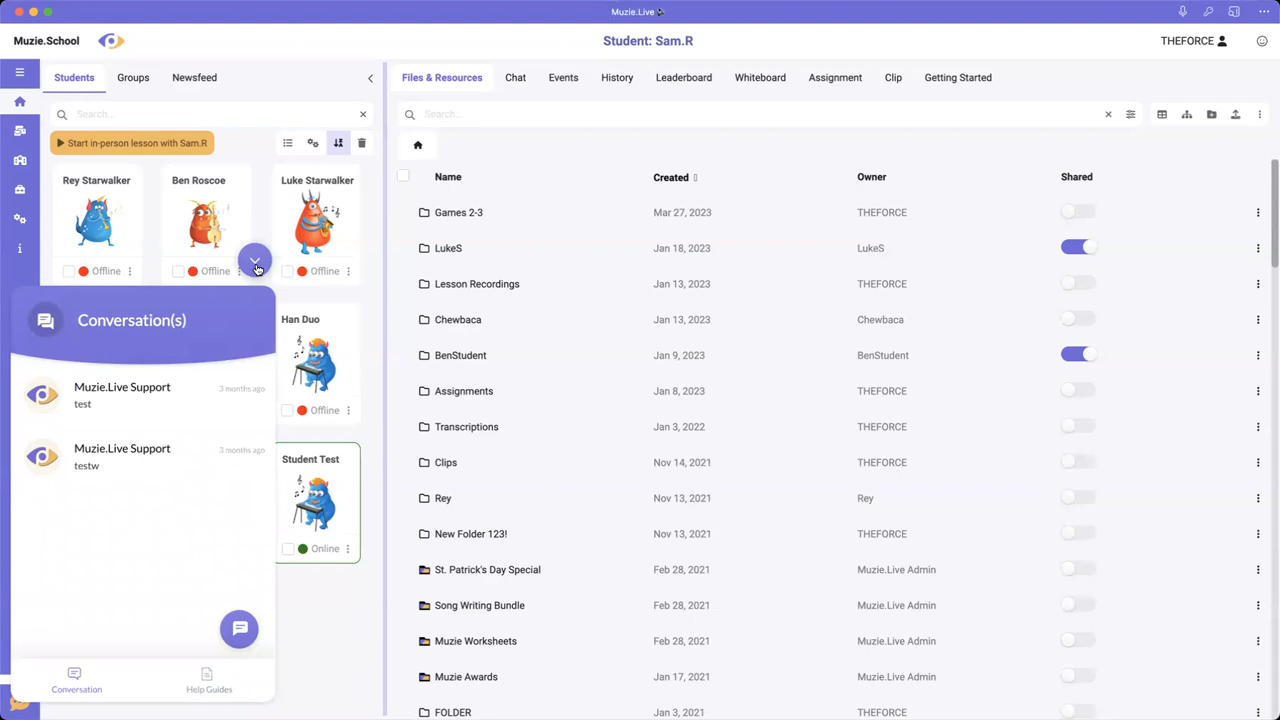 Muzie.Live
Muzie.School
Student: Sam.R
THEFORCE
Students
Groups
Newsfeed
Files & Resources
Chat
Events
History
Leaderboard
Whiteboard
Assignment
Clip
Getting Started
Search...
Search...
Start in-person lesson with Sam.R
Rey Starwalker
Ben Roscoe
Luke Starwalker
Offline
Offline
Offline
Han Duo
Offline
Student Test
Online
Conversation(s)
Muzie.Live Support 3 months ago
test
Muzie.Live Support 3 months ago
testw
Conversation
Help Guides
Name Created Owner Shared
Games 2-3 Mar 27, 2023 THEFORCE
LukeS Jan 18, 2023 LukeS
Lesson Recordings Jan 13, 2023 THEFORCE
Chewbaca Jan 13, 2023 Chewbaca
BenStudent Jan 9, 2023 BenStudent
Assignments Jan 8, 2023 THEFORCE
Transcriptions Jan 3, 2022 THEFORCE
Clips Nov 14, 2021 THEFORCE
Rey Nov 13, 2021 Rey
New Folder 123! Nov 13, 2021 THEFORCE
St. Patrick's Day Special Feb 28, 2021 Muzie.Live Admin
Song Writing Bundle Feb 28, 2021 Muzie.Live Admin
Muzie Worksheets Feb 28, 2021 Muzie.Live Admin
Muzie Awards Jan 17, 2021 Muzie.Live Admin
FOLDER Jan 3, 2021 THEFORCE